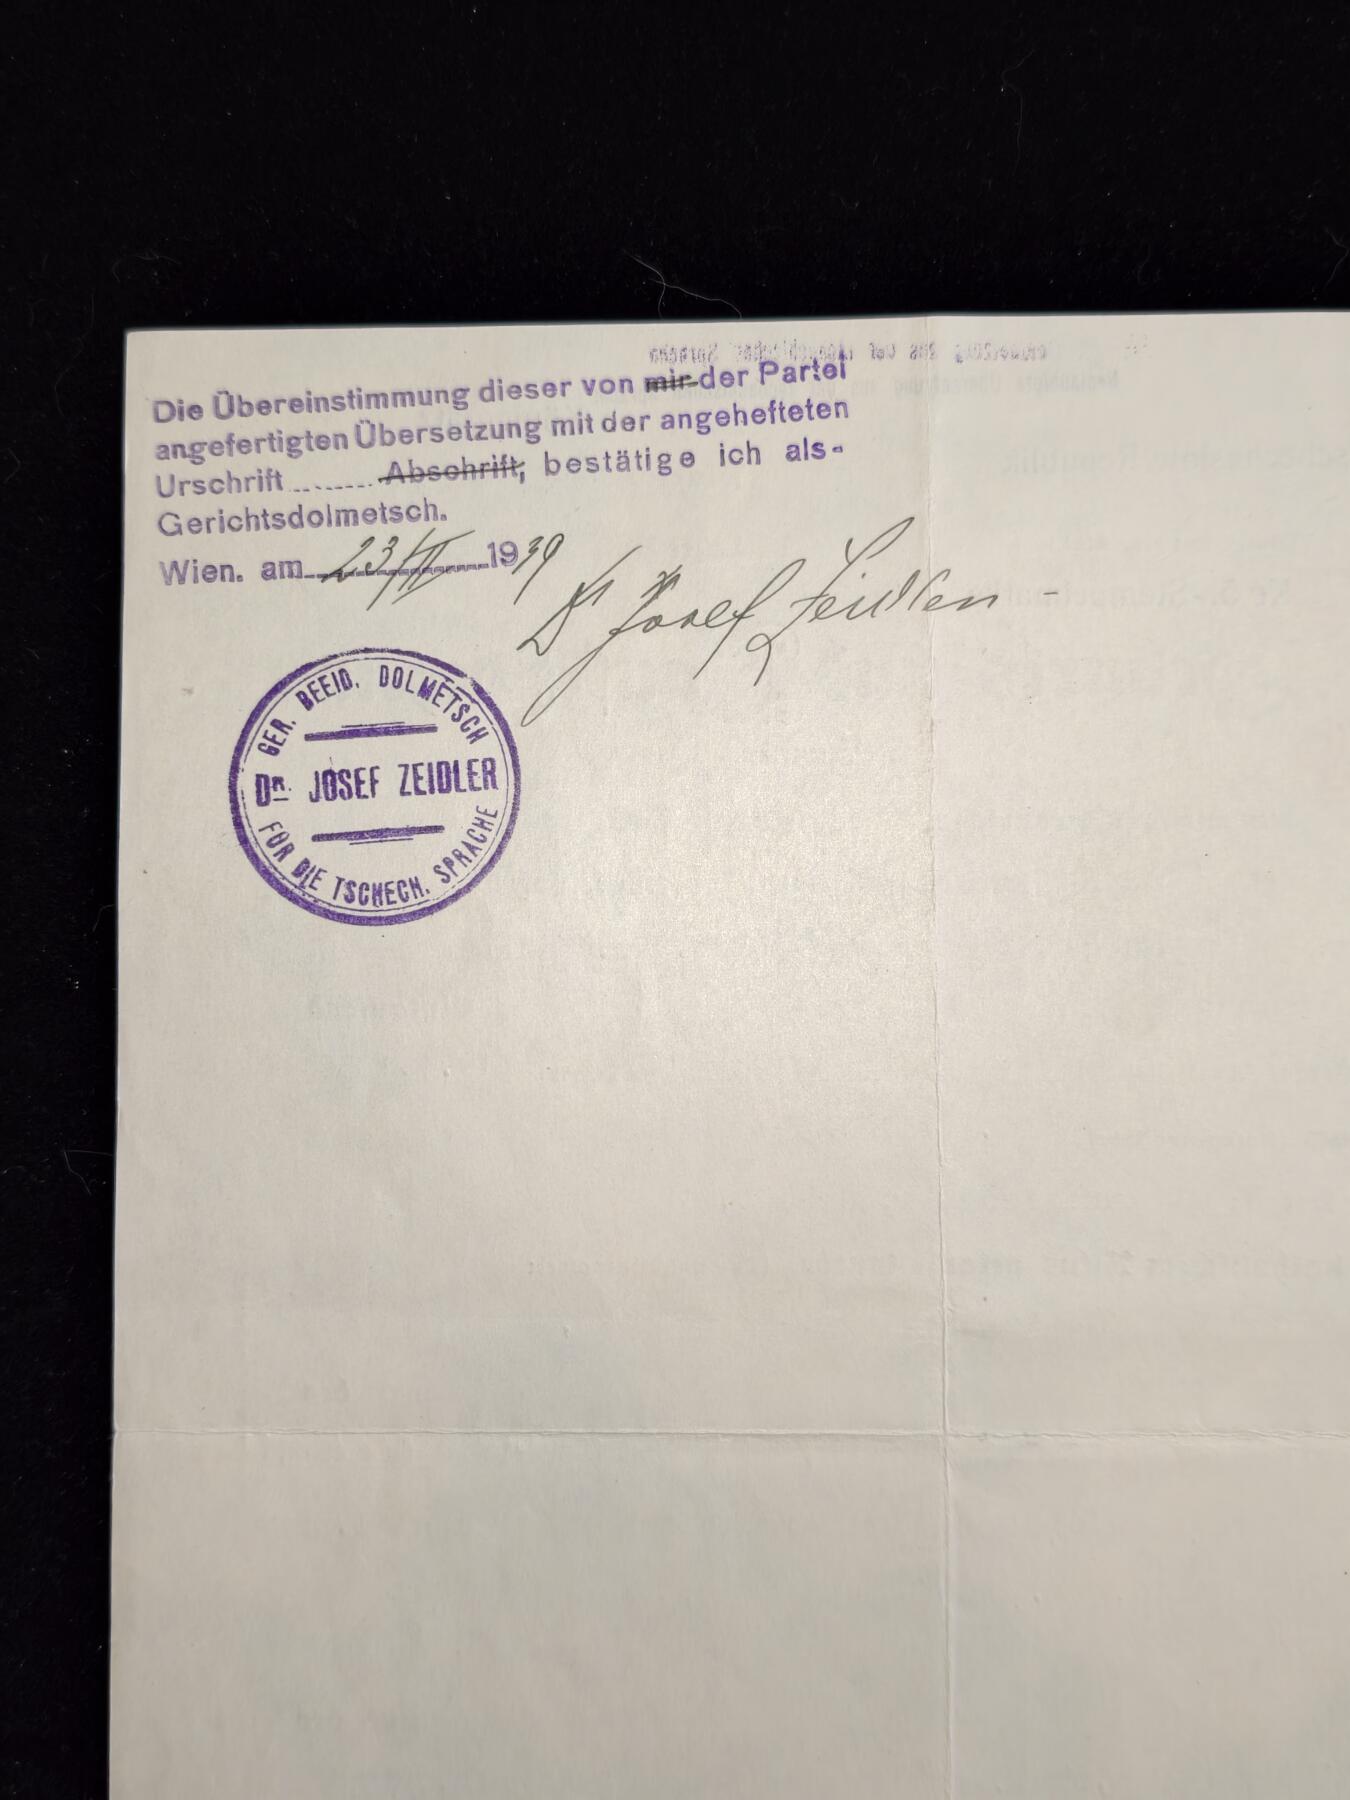 Die Übereinstimmung dieser von mir der Partei
angefertigten Übersetzung mit der angehefteten
Urschrift ........ Abschrift, bestätige ich als-
Gerichtsdolmetsch.
Wien. am 23/II 1939
Dr Josef Zeidler -
GER. BEEID. DOLMETSCH
DR. JOSEF ZEIDLER
FÜR DIE TSCHECH. SPRACHE